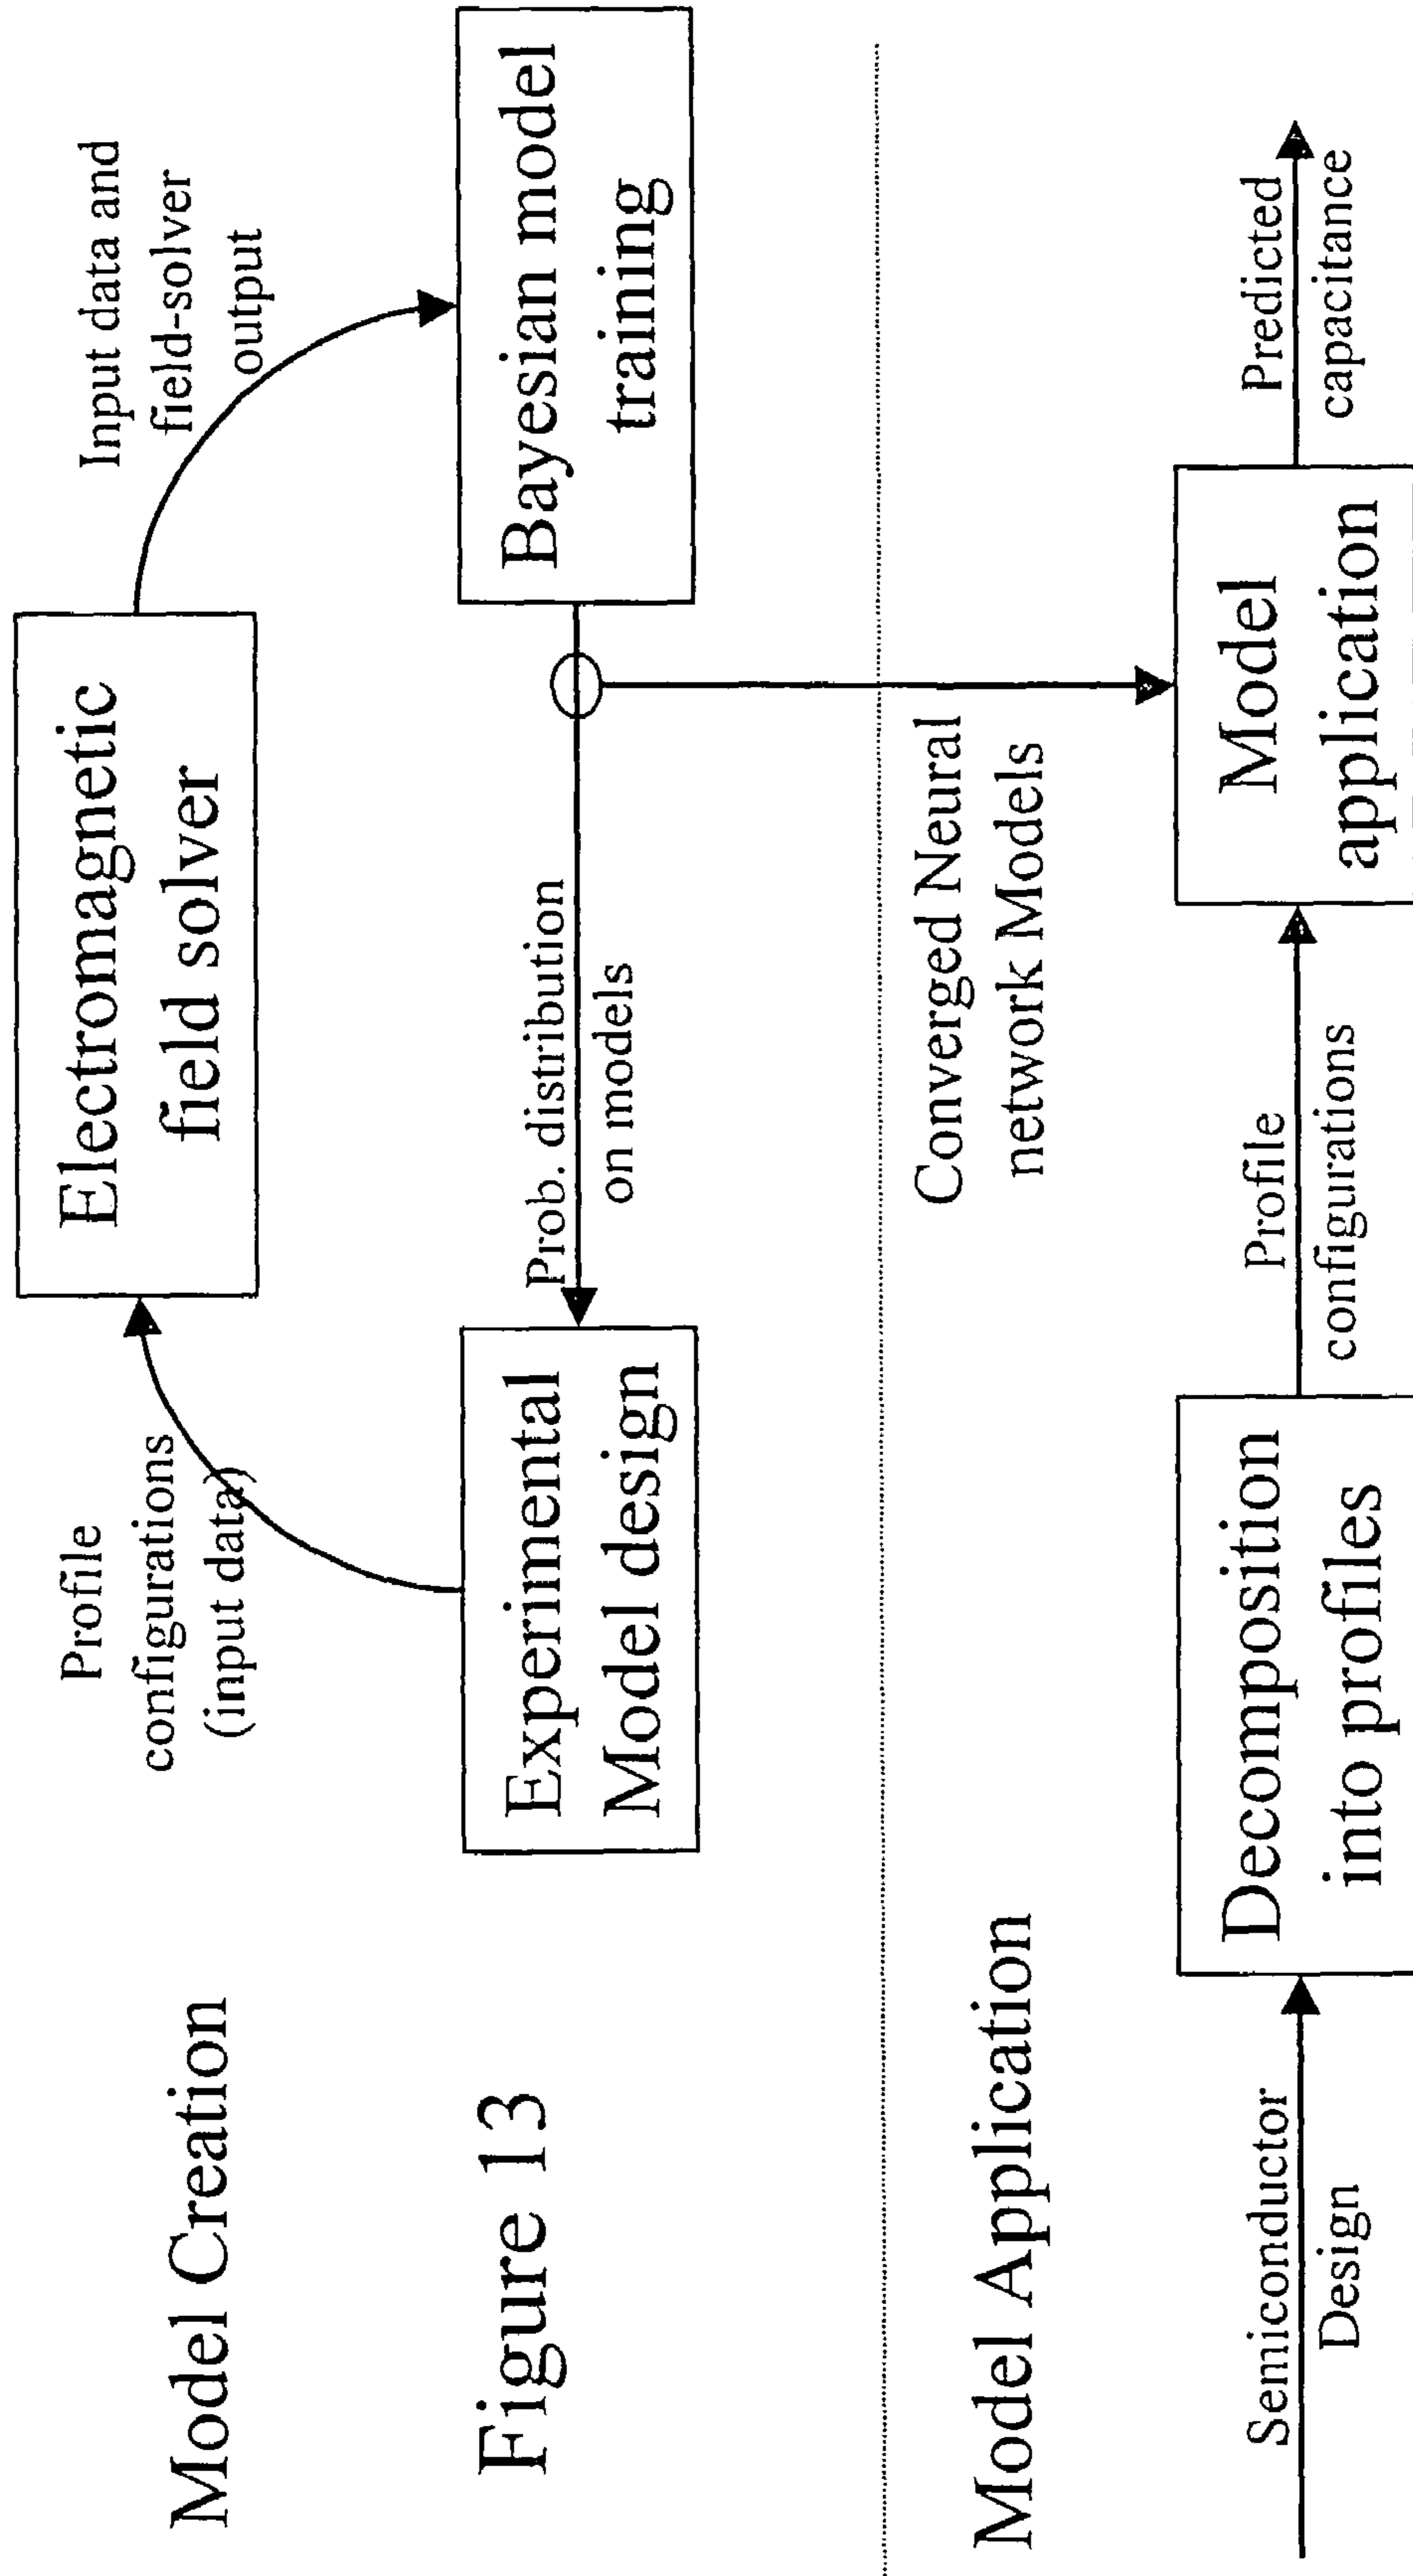 Model Creation
Profile
configurations
(input data)
Electromagnetic
field solver
Input data and
field-solver
output
Figure 13
Experimental
Model design
Prob. distribution
on models
Bayesian model
training
Model Application
Converged Neural
network Models
Semiconductor
Design
Decomposition
into profiles
Profile
configurations
Model
application
Predicted
capacitance